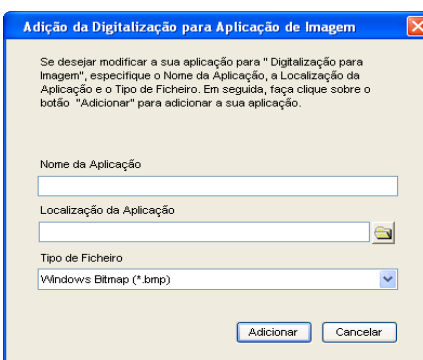 Adição da Digitalização para Aplicação de Imagem
Se desejar modificar a sua aplicação para " Digitalização para
Imagem", especifique o Nome da Aplicação, a Localização da
Aplicação e o Tipo de Ficheiro. Em seguida, faça clique sobre o
botão "Adicionar" para adicionar a sua aplicação.
Nome da Aplicação
Localização da Aplicação
Tipo de Ficheiro
Windows Bitmap (*.bmp)
Adicionar Cancelar